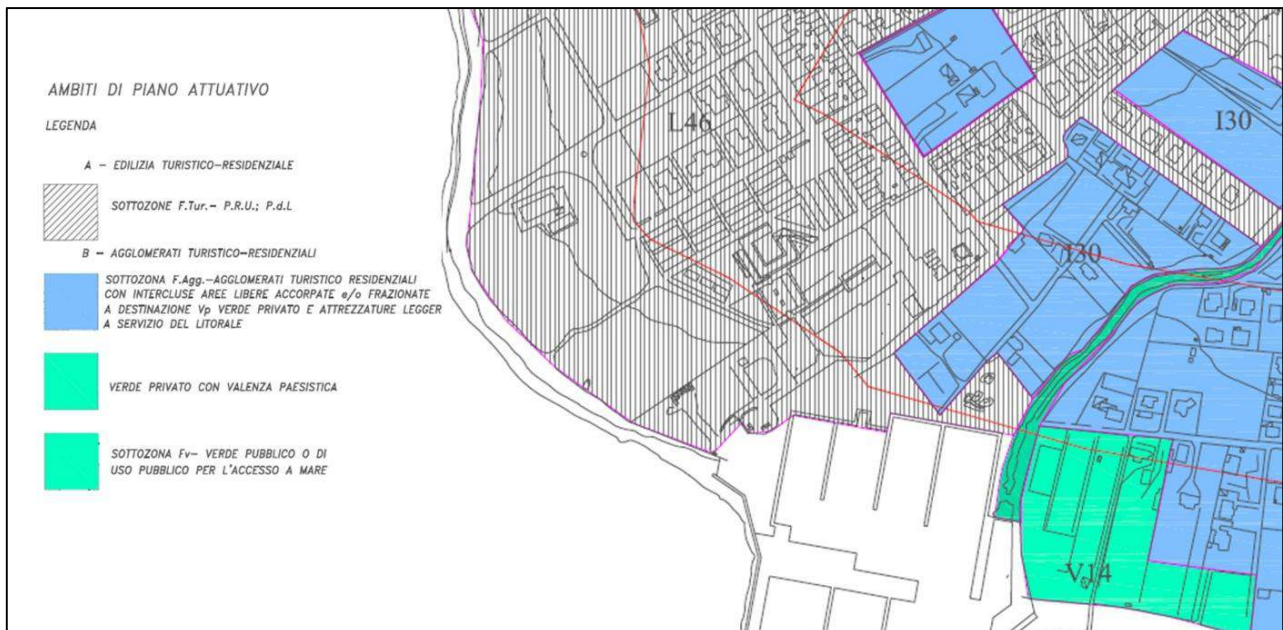 AMBITI DI PIANO ATTUATIVO
LEGENDA
A - EDILIZIA TURISTICO-RESIDENZIALE
SOTTOZONE F.Tur.- P.R.U.; P.d.L
B - AGGLOMERATI TURISTICO-RESIDENZIALI
SOTTOZONA F.Agg.-AGGLOMERATI TURISTICO RESIDENZIALI
CON INTERCLUSE AREE LIBERE ACCORPATE e/o FRAZIONATE
A DESTINAZIONE Vp VERDE PRIVATO E ATTREZZATURE LEGGER
A SERVIZIO DEL LITORALE
VERDE PRIVATO CON VALENZA PAESISTICA
SOTTOZONA Fv- VERDE PUBBLICO O DI
USO PUBBLICO PER L'ACCESSO A MARE
L46
I30
I30
V14